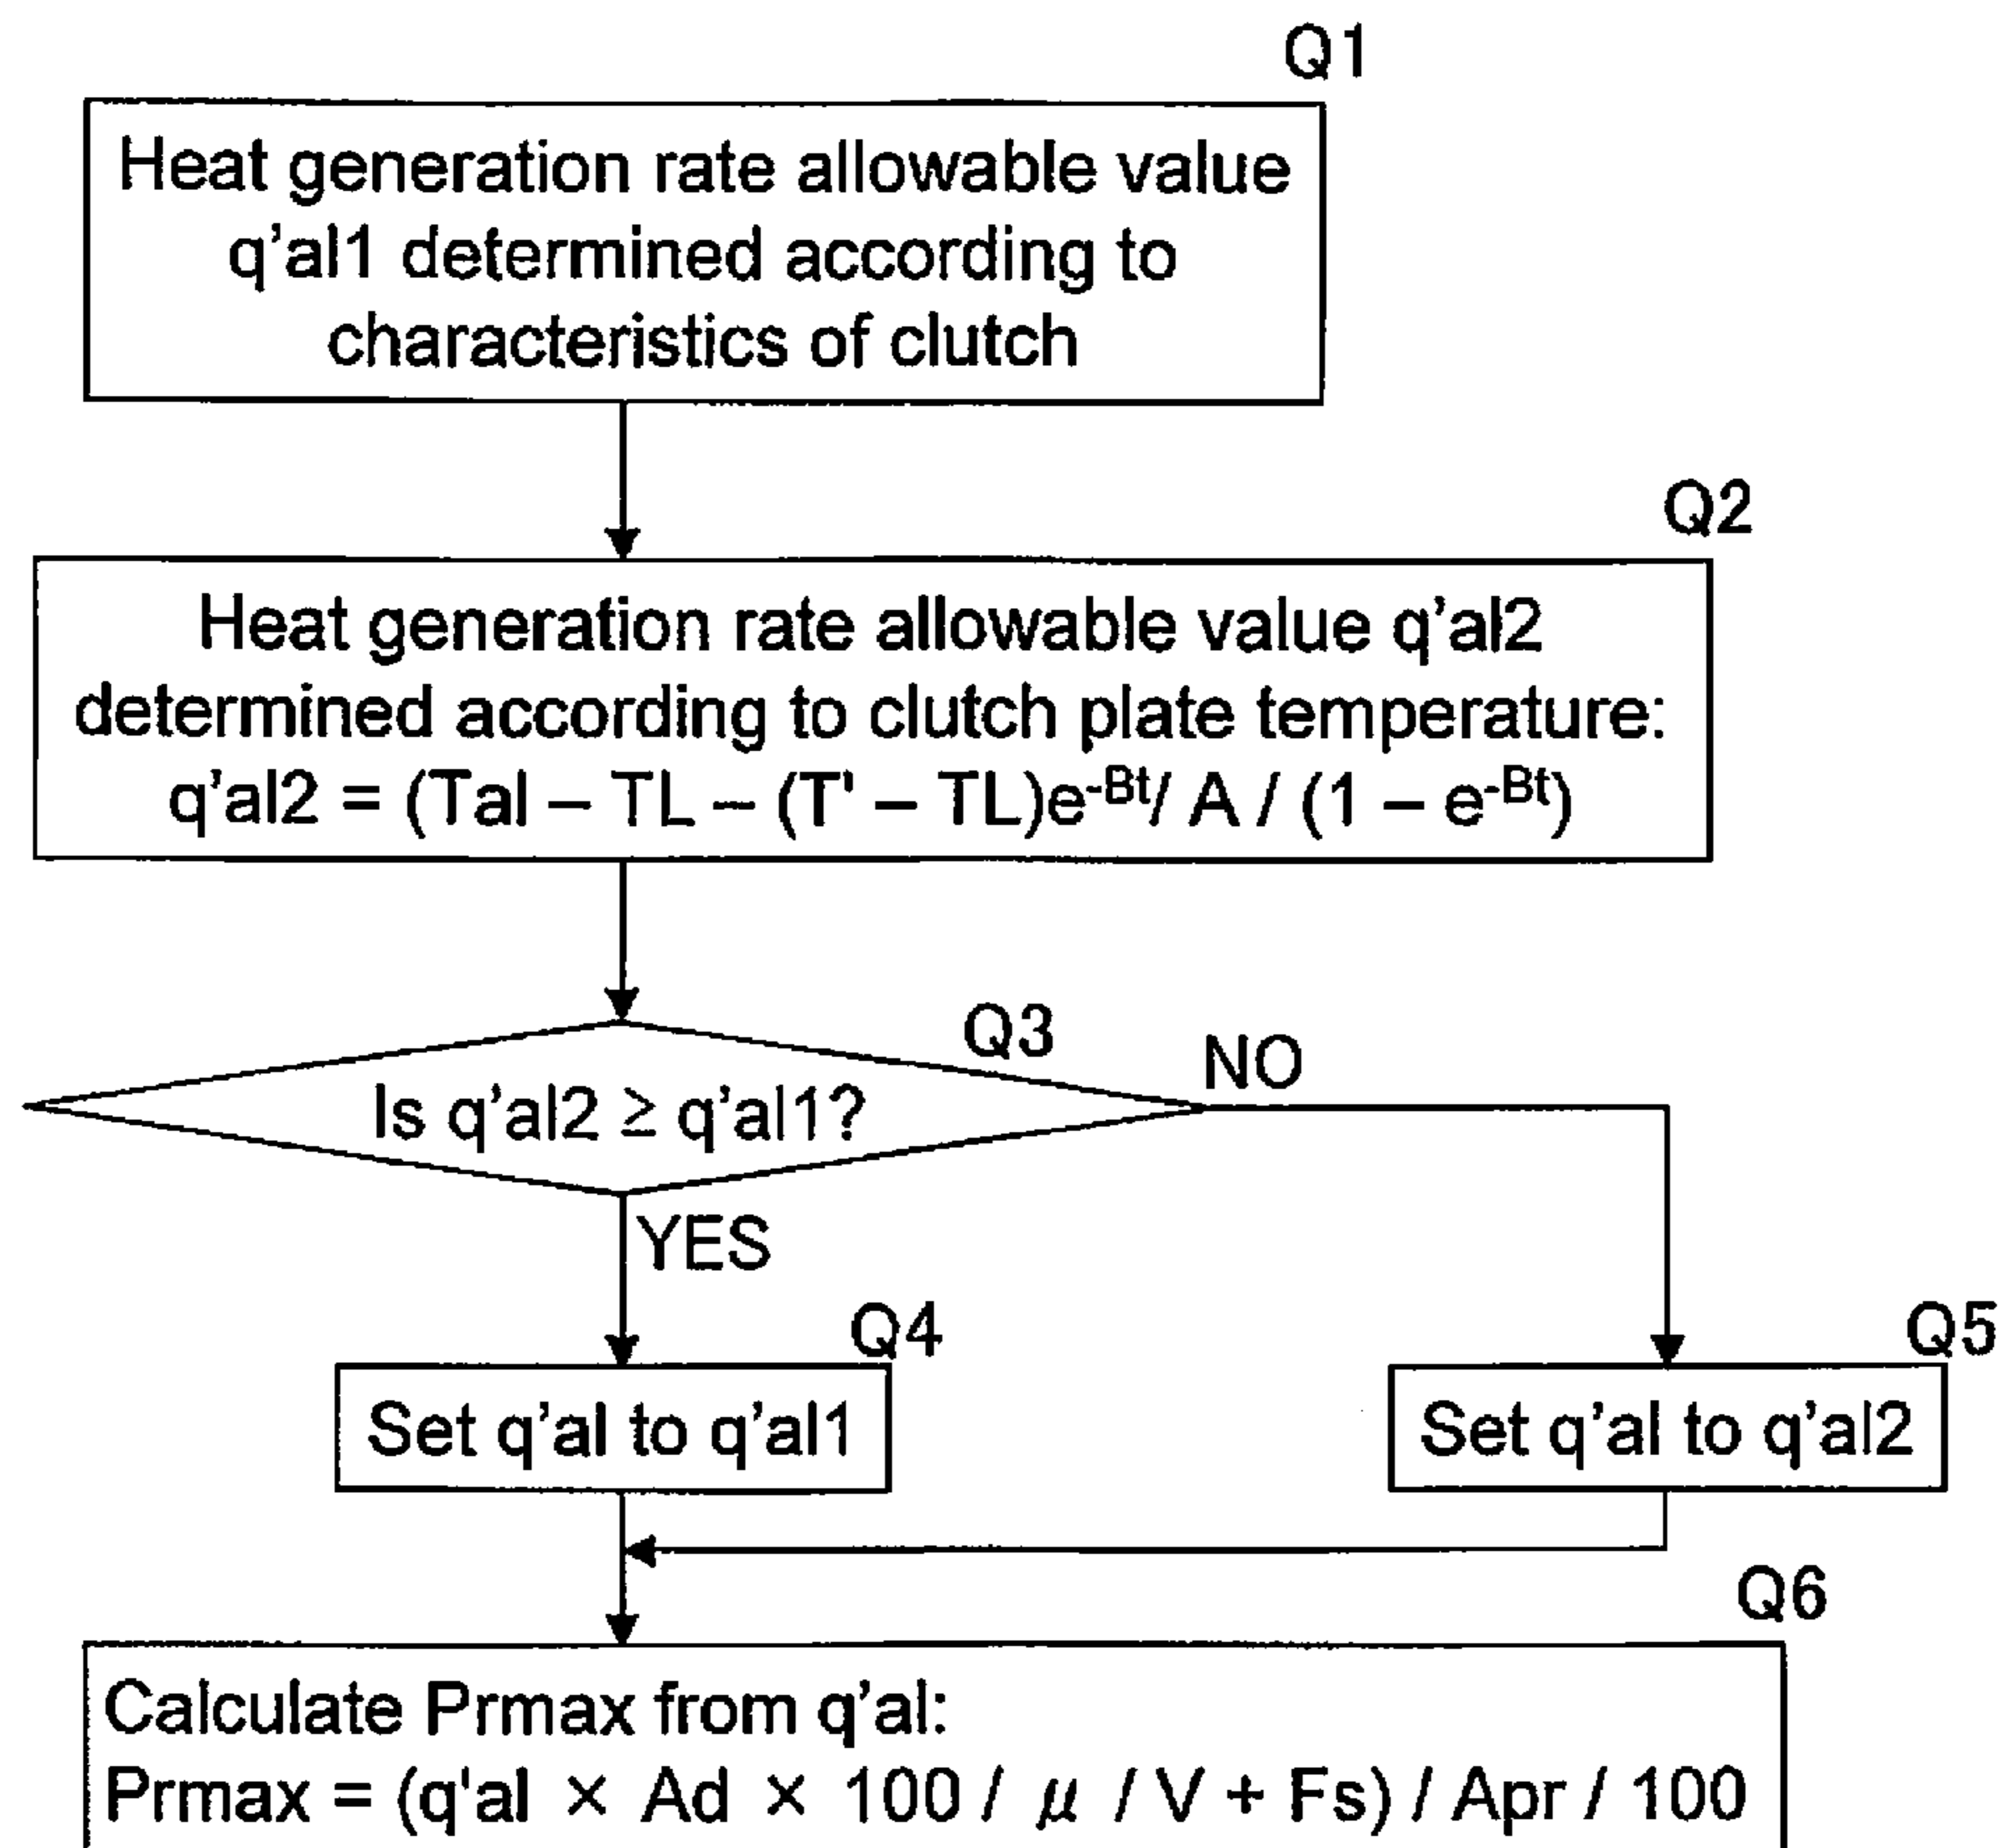 Q1
Heat generation rate allowable value
q'al1 determined according to
characteristics of clutch
Q2
Heat generation rate allowable value q'al2
determined according to clutch plate temperature:
q'al2 = (Tal – TL – (T' – TL)e^-Bt/ A / (1 – e^-Bt)
Q3
Is q'al2 ≥ q'al1?
NO
YES
Q4
Set q'al to q'al1
Q5
Set q'al to q'al2
Q6
Calculate Prmax from q'al:
Prmax = (q'al × Ad × 100 / μ / V + Fs) / Apr / 100